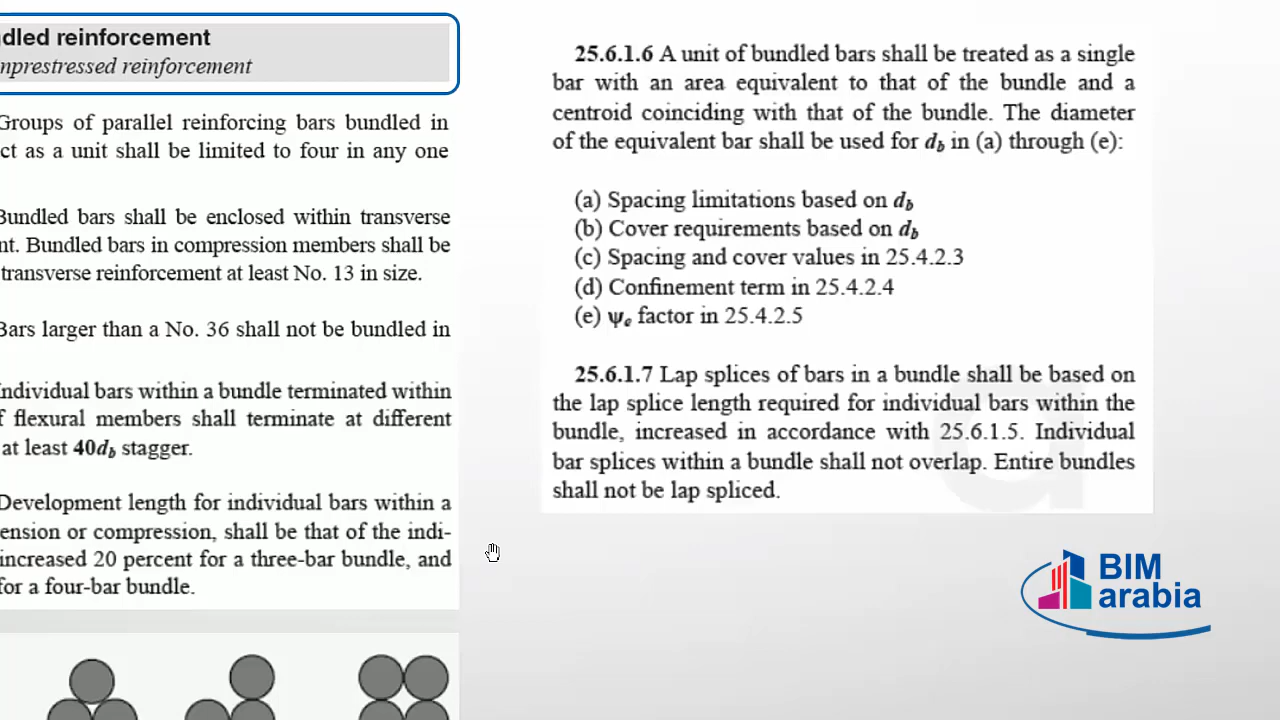 dled reinforcement
nprestressed reinforcement
Groups of parallel reinforcing bars bundled in
ct as a unit shall be limited to four in any one
Bundled bars shall be enclosed within transverse
nt. Bundled bars in compression members shall be
transverse reinforcement at least No. 13 in size.
Bars larger than a No. 36 shall not be bundled in
Individual bars within a bundle terminated within
f flexural members shall terminate at different
at least 40db stagger.
Development length for individual bars within a
ension or compression, shall be that of the indi-
increased 20 percent for a three-bar bundle, and
for a four-bar bundle.
25.6.1.6 A unit of bundled bars shall be treated as a single
bar with an area equivalent to that of the bundle and a
centroid coinciding with that of the bundle. The diameter
of the equivalent bar shall be used for db in (a) through (e):
(a) Spacing limitations based on db
(b) Cover requirements based on db
(c) Spacing and cover values in 25.4.2.3
(d) Confinement term in 25.4.2.4
(e) ψe factor in 25.4.2.5
25.6.1.7 Lap splices of bars in a bundle shall be based on
the lap splice length required for individual bars within the
bundle, increased in accordance with 25.6.1.5. Individual
bar splices within a bundle shall not overlap. Entire bundles
shall not be lap spliced.
BIM
arabia